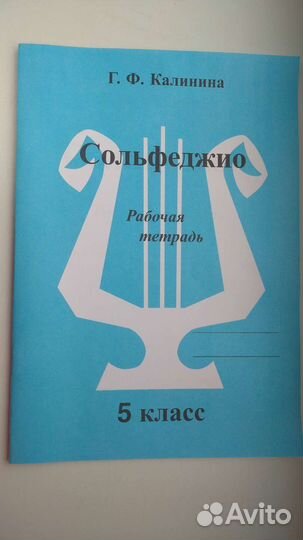 Г. Ф. Калинина
Сольфеджио
Рабочая
тетрадь
5 класс
Avito